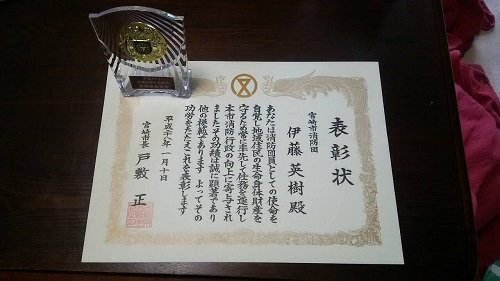 表彰状
宮崎市消防団
伊藤英樹殿
あなたは消防団員としての使命を
自覚し地域住民の生命身体財産を
守るため常に率先して任務を遂行し
本市消防行政の向上に寄与され
ましたその功績は誠に顕著であり
他の模範であります よってその
功労をたたえこれを表彰します
平成二十八年一月十日
宮崎市長 戸敷正